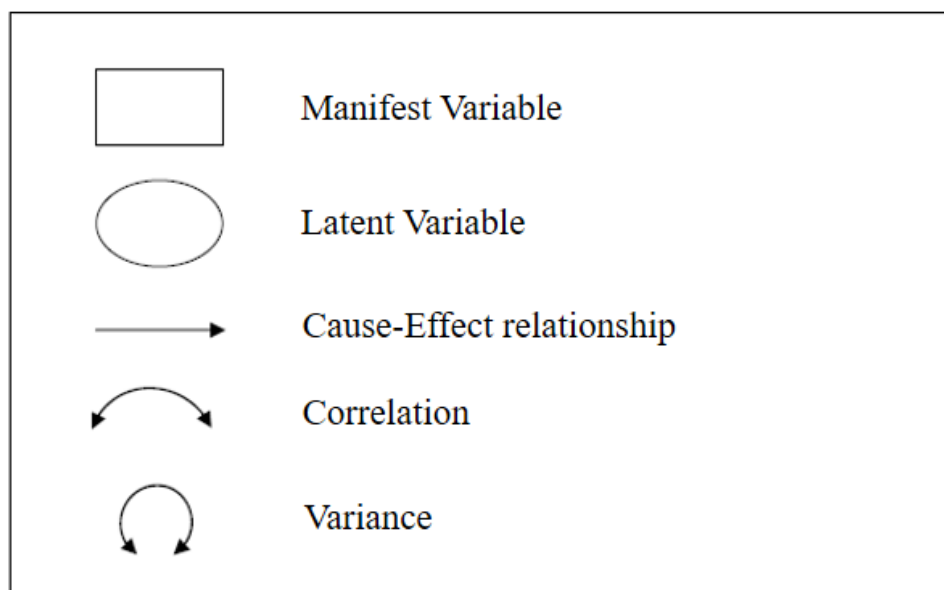 Manifest Variable
Latent Variable
Cause-Effect relationship
Correlation
Variance